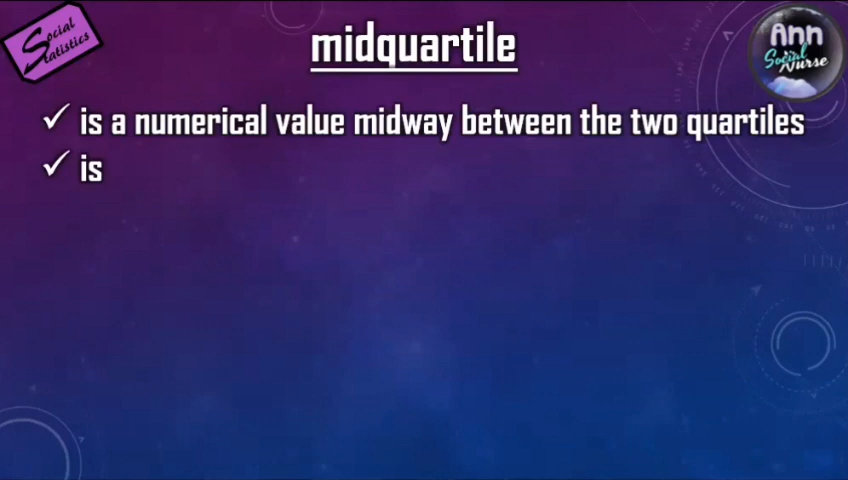 Social
Statistics
midquartile
Ann
Social
Nurse
✓ is a numerical value midway between the two quartiles
✓ is